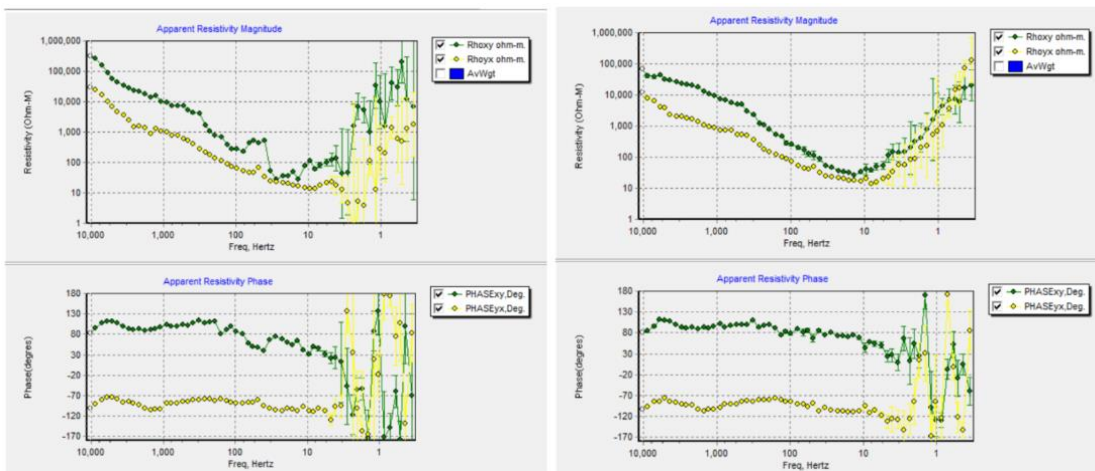 Apparent Resistivity Magnitude
1,000,000
100,000
10,000
1,000
100
10
1
Resistivity (Ohm-M)
10,000
1,000
100
10
1
Freq, Hertz
Rhoxy ohm-m.
Rhoyx ohm-m.
AvWgt
Apparent Resistivity Phase
180
130
80
30
-20
-70
-120
-170
Phase(degrees)
10,000
1,000
100
10
1
Freq, Hertz
PHASExy,Deg.
PHASEyx,Deg.
Apparent Resistivity Magnitude
1,000,000
100,000
10,000
1,000
100
10
1
Resistivity (Ohm-M)
10,000
1,000
100
10
1
Freq, Hertz
Rhoxy ohm-m.
Rhoyx ohm-m.
AvWgt
Apparent Resistivity Phase
180
130
80
30
-20
-70
-120
-170
Phase(degrees)
10,000
1,000
100
10
1
Freq, Hertz
PHASExy,Deg.
PHASEyx,Deg.